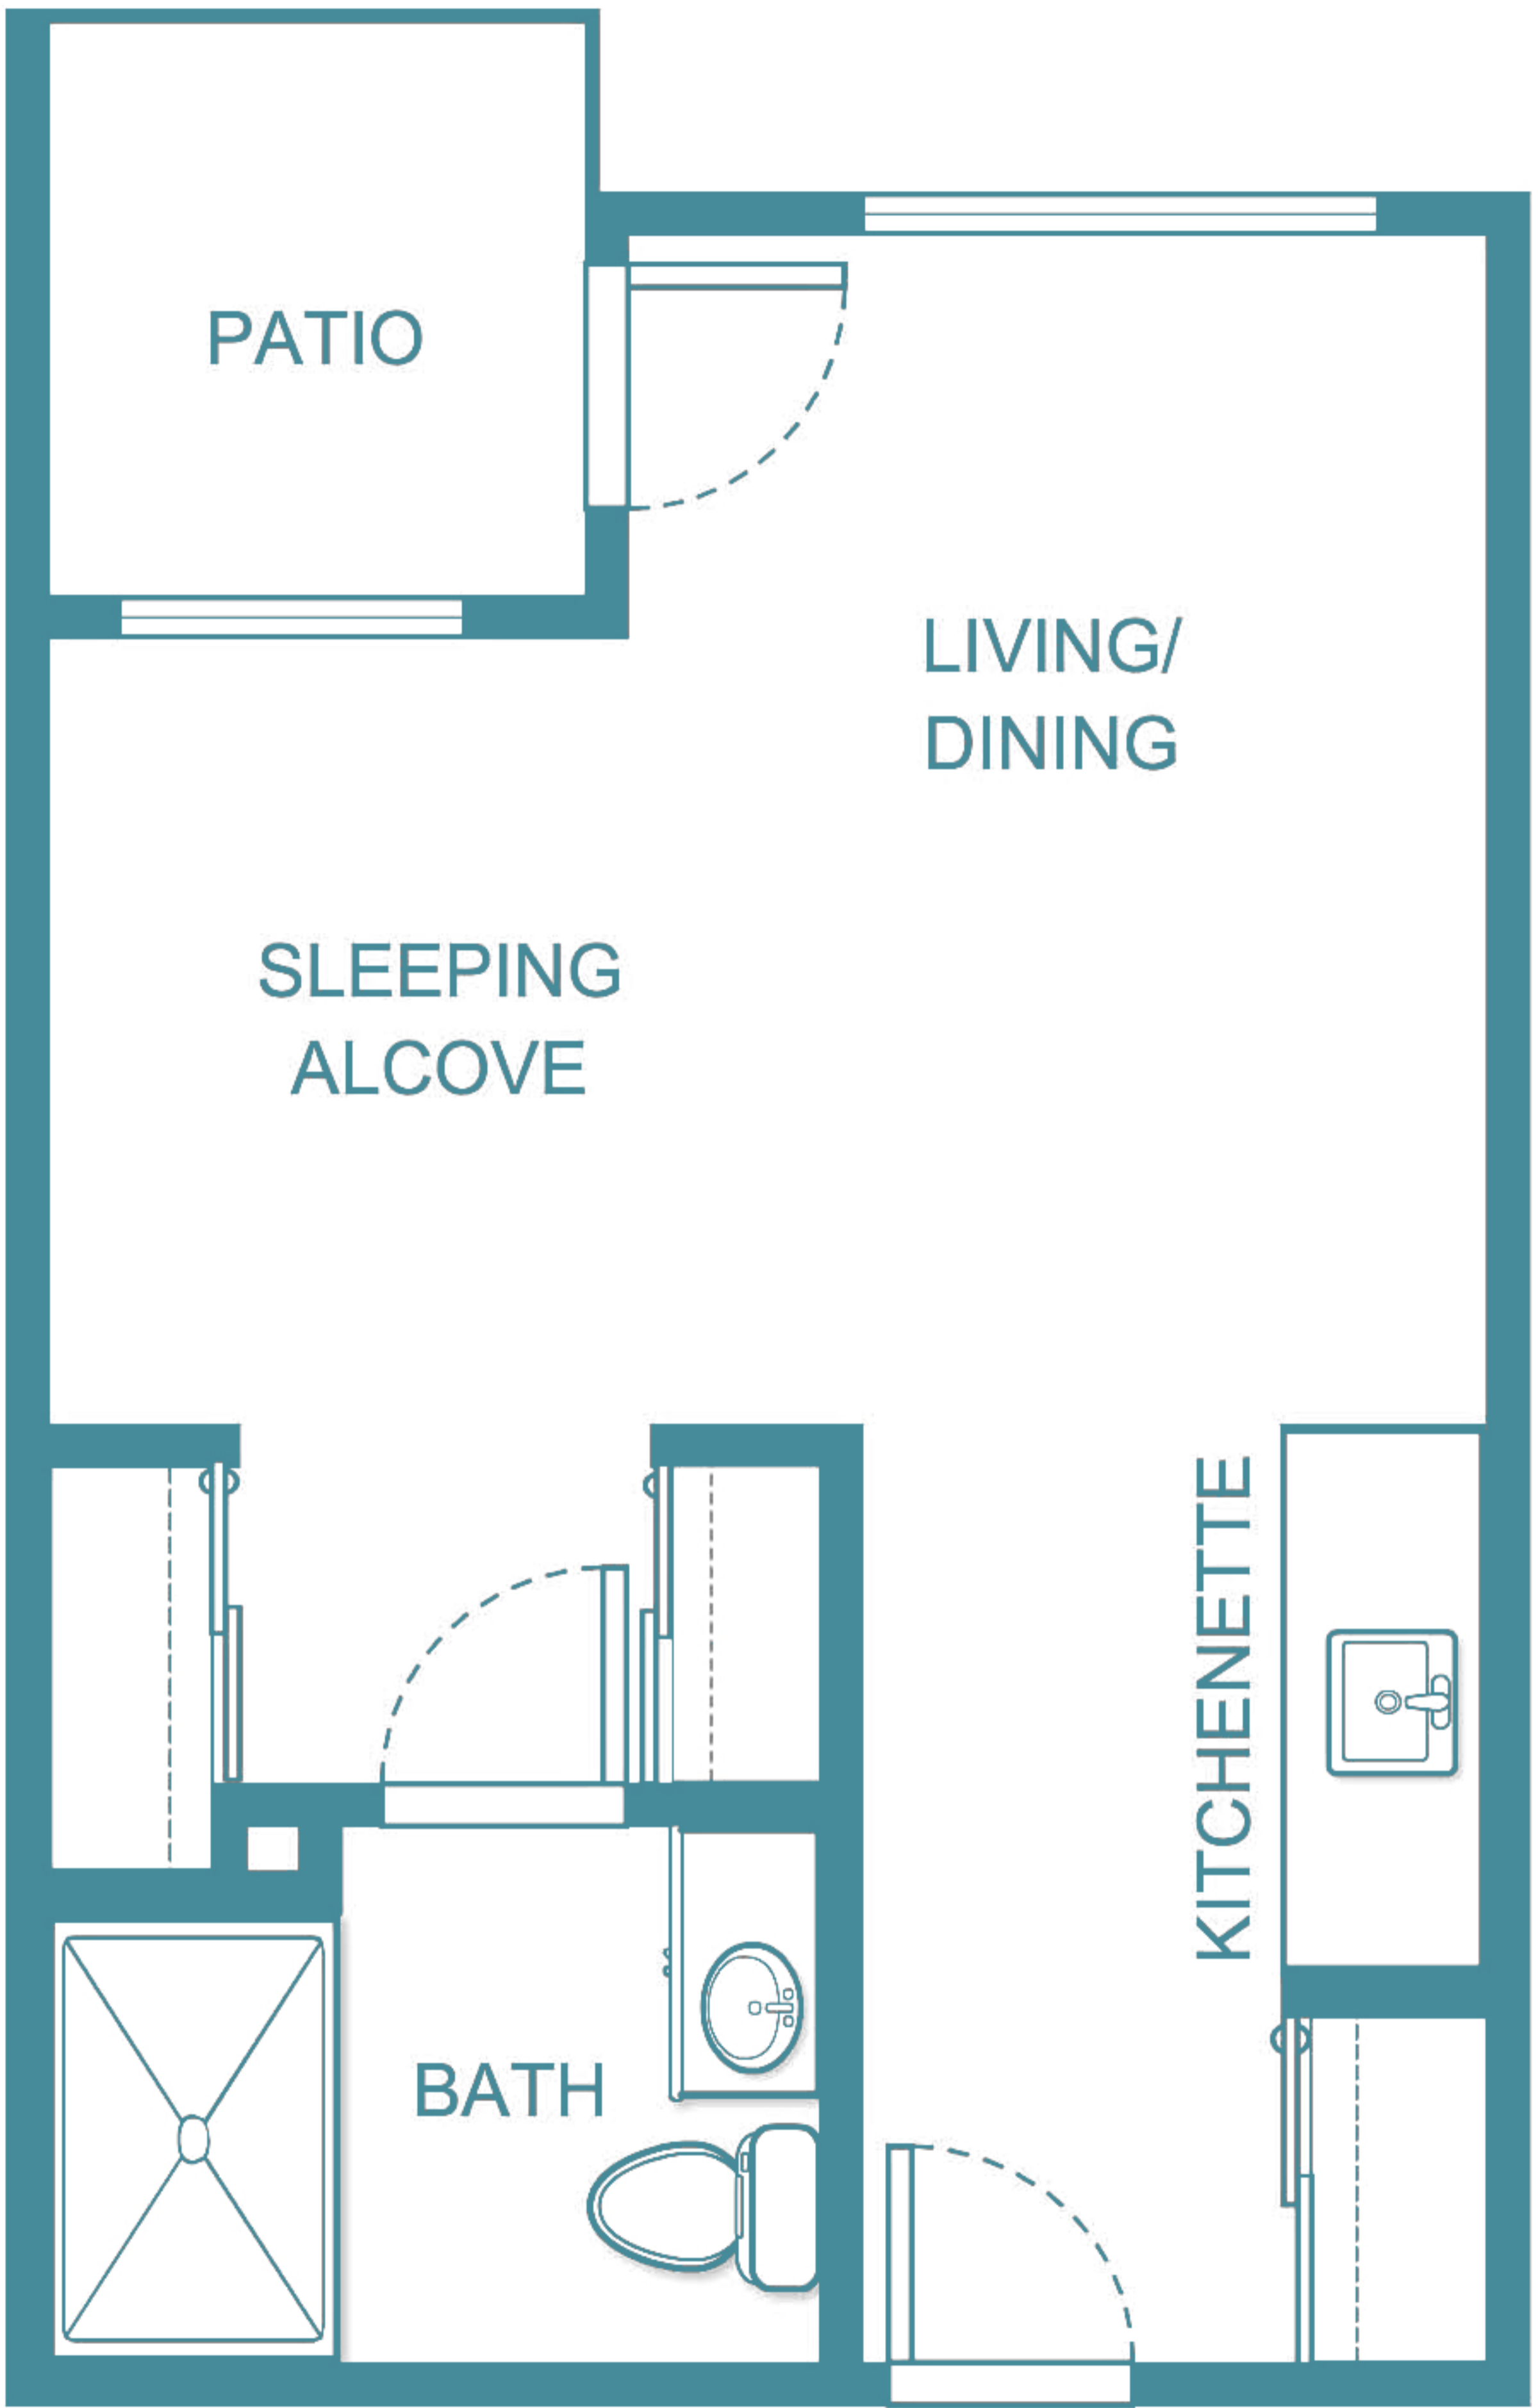 PATIO
LIVING/
DINING
SLEEPING
ALCOVE
KITCHENETTE
BATH